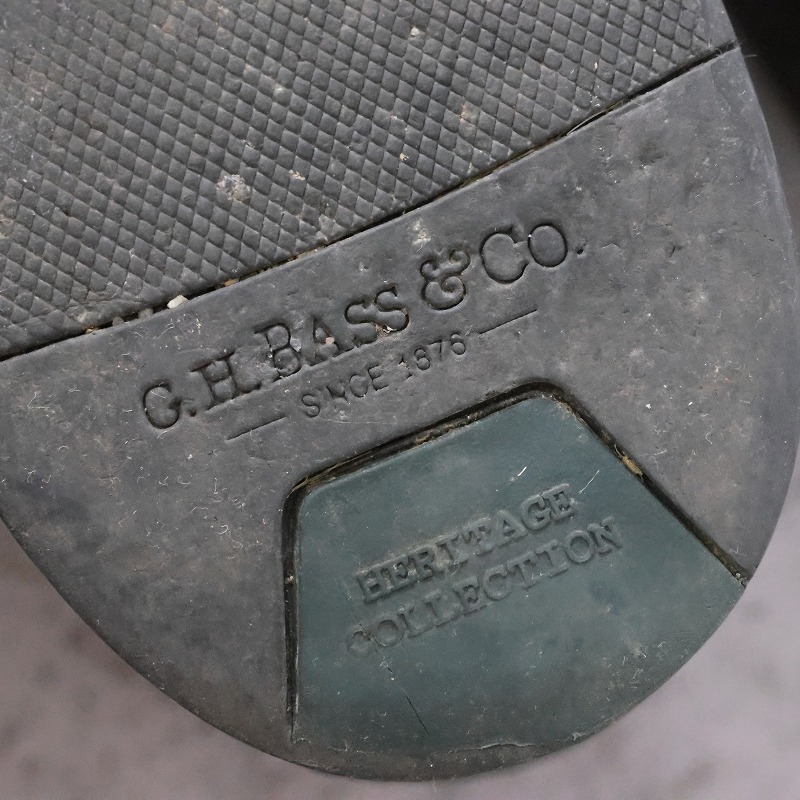 G.H. BASS & CO.
— SINCE 1876 —
HERITAGE
COLLECTION